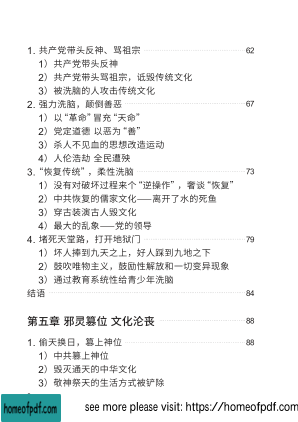 1. 共产党带头反神、骂祖宗 62
1）共产党带头反神
2）共产党带头骂祖宗，诋毁传统文化
3）被洗脑的人攻击传统文化
2. 强力洗脑，颠倒善恶 67
1）以“革命”冒充“天命”
2）党定道德 以恶为“善”
3）杀人不见血的思想改造运动
4）人伦浩劫 全民遭殃
3. “恢复传统”，柔性洗脑 73
1）没有对破坏过程来个“逆操作”，奢谈“恢复”
2）中共恢复的儒家文化——离开了水的死鱼
3）穿古装演古人毁文化
4）最大的乱象——党的领导
4. 堵死天堂路，打开地狱门 79
1）坏人捧到九天之上，好人踩到九地之下
2）鼓吹唯物主义，鼓励性解放和一切变异现象
3）通过教育系统性给青少年洗脑
结语 84
第五章 邪灵篡位 文化沦丧 88
1. 偷天换日，篡上神位 88
1）中共篡上神位
2）毁灭通天的中华文化
3）敬神祭天的生活方式被铲除
homeofpdf.com
see more please visit: https://homeofpdf.com